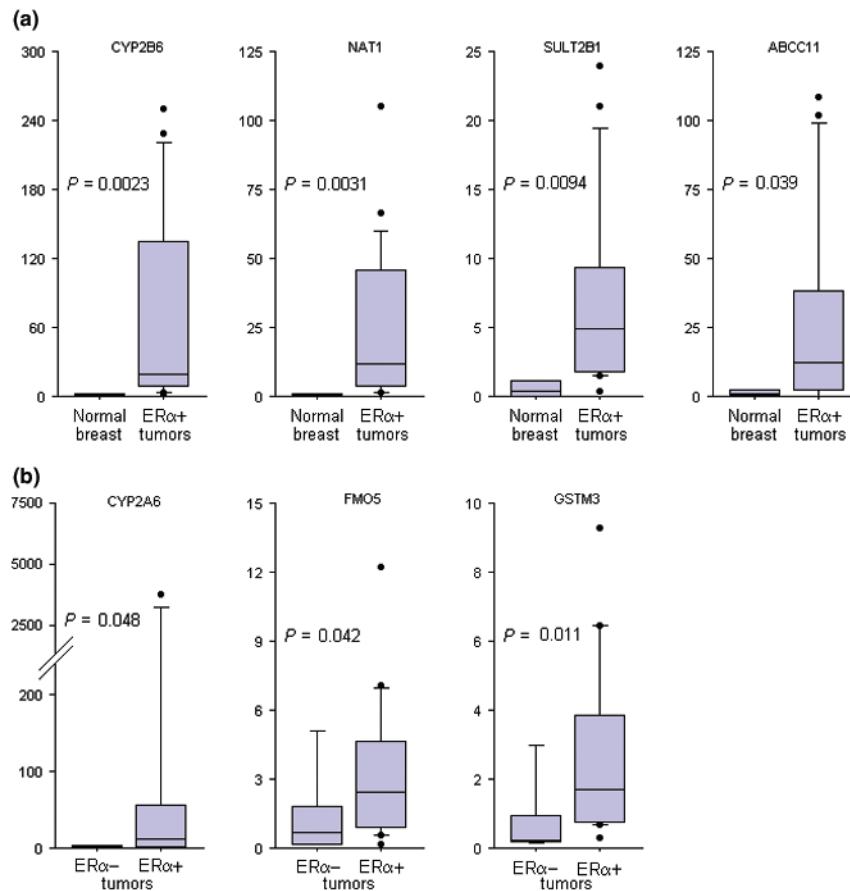 (a)
CYP2B6
300
240
180
120
60
0
P = 0.0023
Normal breast
ERα+ tumors
NAT1
125
100
75
50
25
0
P = 0.0031
Normal breast
ERα+ tumors
SULT2B1
25
20
15
10
5
0
P = 0.0094
Normal breast
ERα+ tumors
ABCC11
125
100
75
50
25
0
P = 0.039
Normal breast
ERα+ tumors
(b)
CYP2A6
7500
5000
2500
200
100
0
P = 0.048
ERα− ERα+
tumors
FMO5
15
12
9
6
3
0
P = 0.042
ERα− ERα+
tumors
GSTM3
10
8
6
4
2
0
P = 0.011
ERα− ERα+
tumors